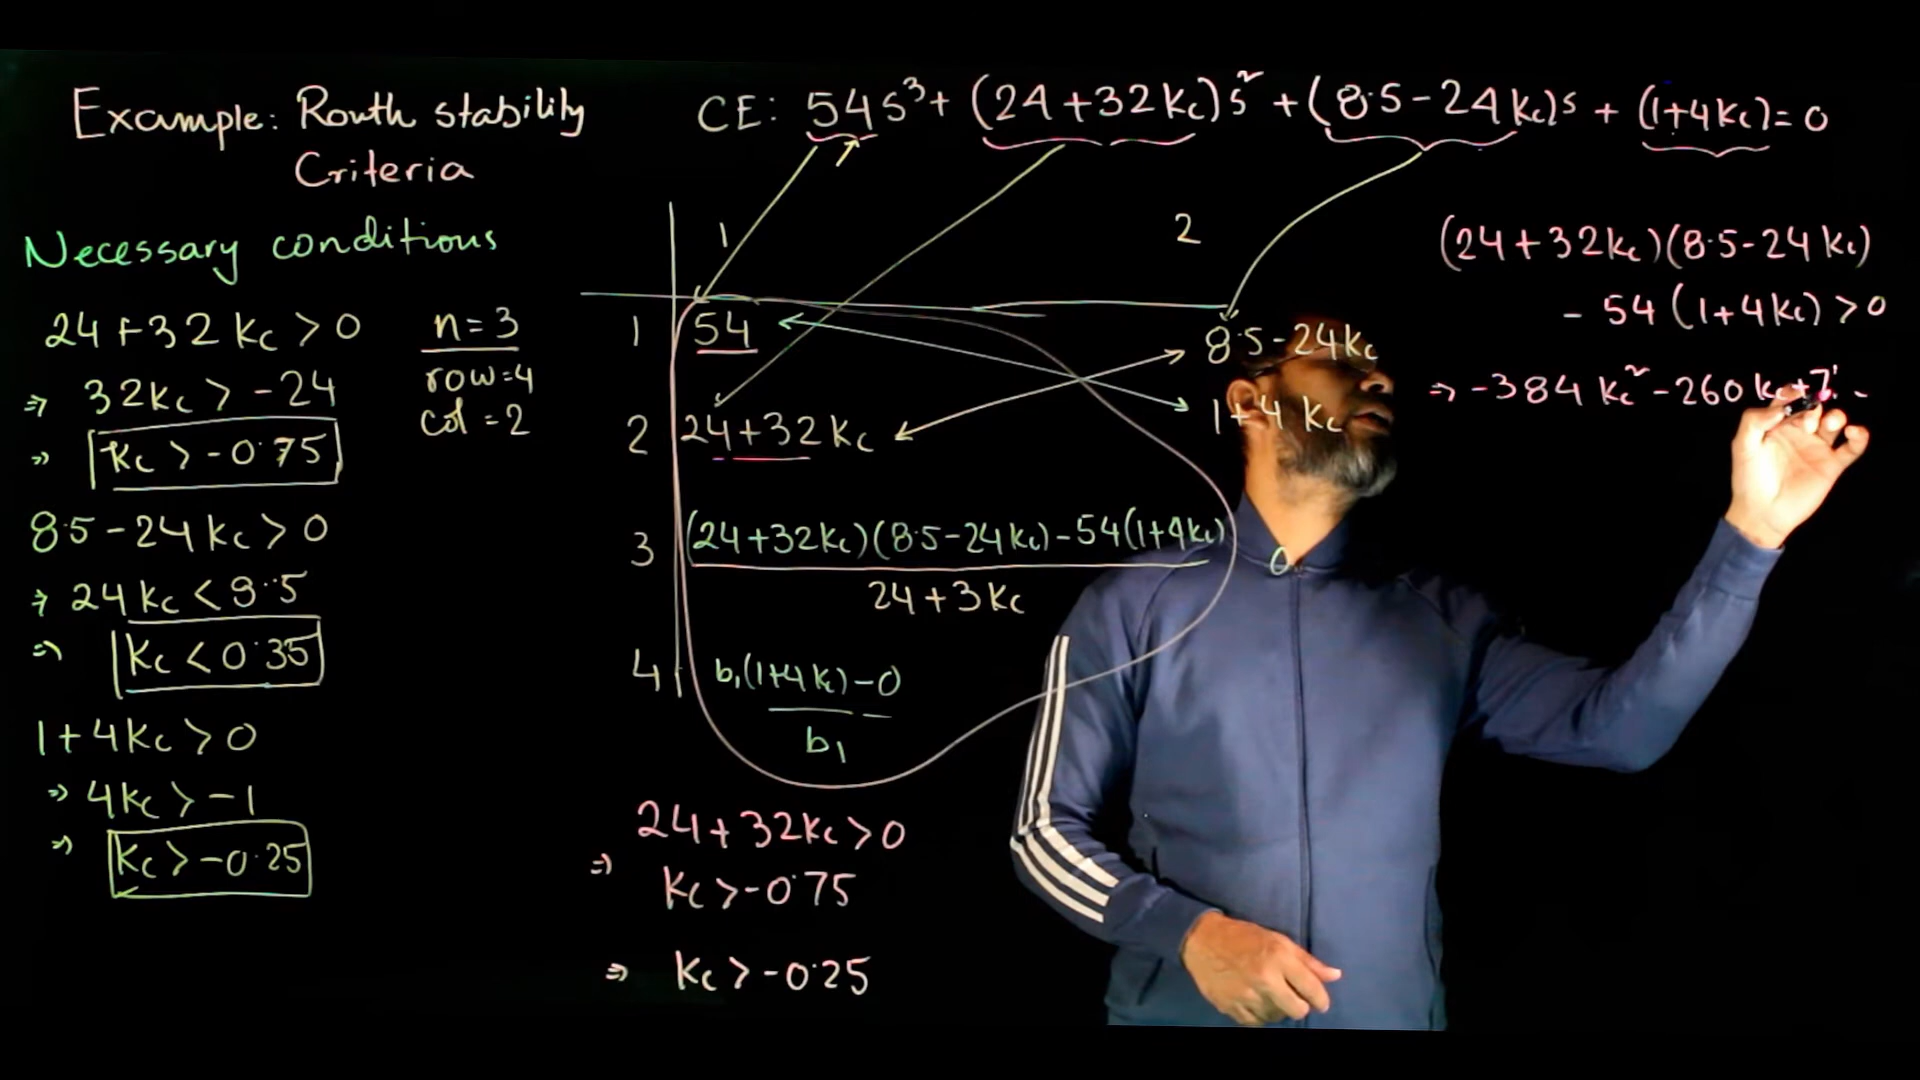 Example: Routh stability
Criteria
CE: 54s³ + (24+32Kc)s² + (8.5-24Kc)s + (1+4Kc) = 0
Necessary conditions
24+32Kc > 0
⇒ 32Kc > -24
⇒ Kc > -0.75
8.5-24Kc > 0
⇒ 24Kc < 8.5
⇒ Kc < 0.35
1+4Kc > 0
⇒ 4Kc > -1
⇒ Kc > -0.25
n=3
row=4
col=2
1 2
1 54 8.5-24Kc
2 24+32Kc 1+4Kc
3 (24+32Kc)(8.5-24Kc)-54(1+4Kc) 0
24+3Kc
4 b₁(1+4Kc)-0
b₁
24+32Kc > 0
⇒ Kc > -0.75
⇒ Kc > -0.25
(24+32Kc)(8.5-24Kc)
- 54(1+4Kc) > 0
⇒ -384Kc² - 260Kc +